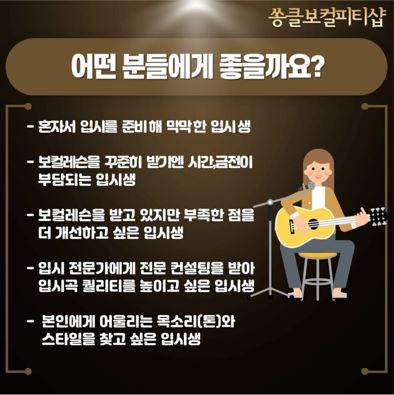 쏭클보컬피티샵
어떤 분들에게 좋을까요?
- 혼자서 입시를 준비해 막막한 입시생
- 보컬레슨을 꾸준히 받기엔 시간,금전이
부담되는 입시생
- 보컬레슨을 받고 있지만 부족한 점을
더 개선하고 싶은 입시생
- 입시 전문가에게 전문 컨설팅을 받아
입시곡 퀄리티를 높이고 싶은 입시생
- 본인에게 어울리는 목소리(톤)와
스타일을 찾고 싶은 입시생